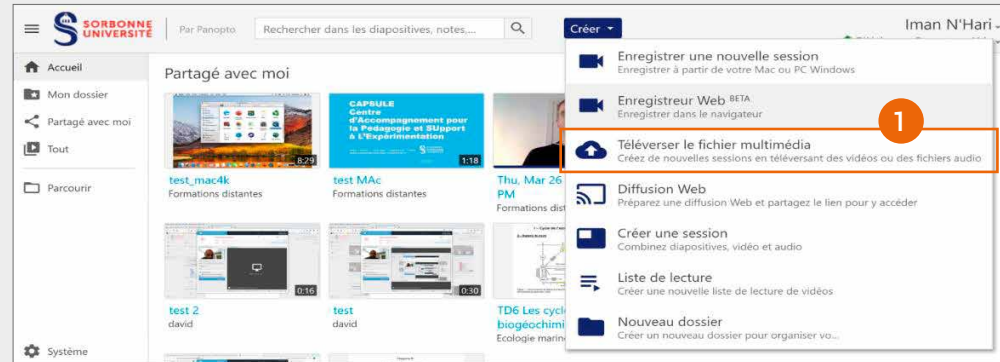 SORBONNE
UNIVERSITÉ
Par Panopto
Rechercher dans les diapositives, notes,...
Créer
Iman N'Hari
Accueil
Mon dossier
Partagé avec moi
Tout
Parcourir
Système
Partagé avec moi
8:29
test_mac4k
Formations distantes
CAPSULE
Centre
d'Accompagnement pour
la Pédagogie et SUpport
à L'Expérimentation
1:18
test MAc
Formations distantes
Thu, Mar 26
PM
Formations dist
0:16
test 2
david
0:30
test
david
TD6 Les cycl
biogéochimi
Ecologie marin
Enregistrer une nouvelle session
Enregistrer à partir de votre Mac ou PC Windows
Enregistreur Web BETA
Enregistrer dans le navigateur
1
Téléverser le fichier multimédia
Créez de nouvelles sessions en téléversant des vidéos ou des fichiers audio
Diffusion Web
Préparez une diffusion Web et partagez le lien pour y accéder
Créer une session
Combinez diapositives, vidéo et audio
Liste de lecture
Créer une nouvelle liste de lecture de vidéos
Nouveau dossier
Créer un nouveau dossier pour organiser vo...